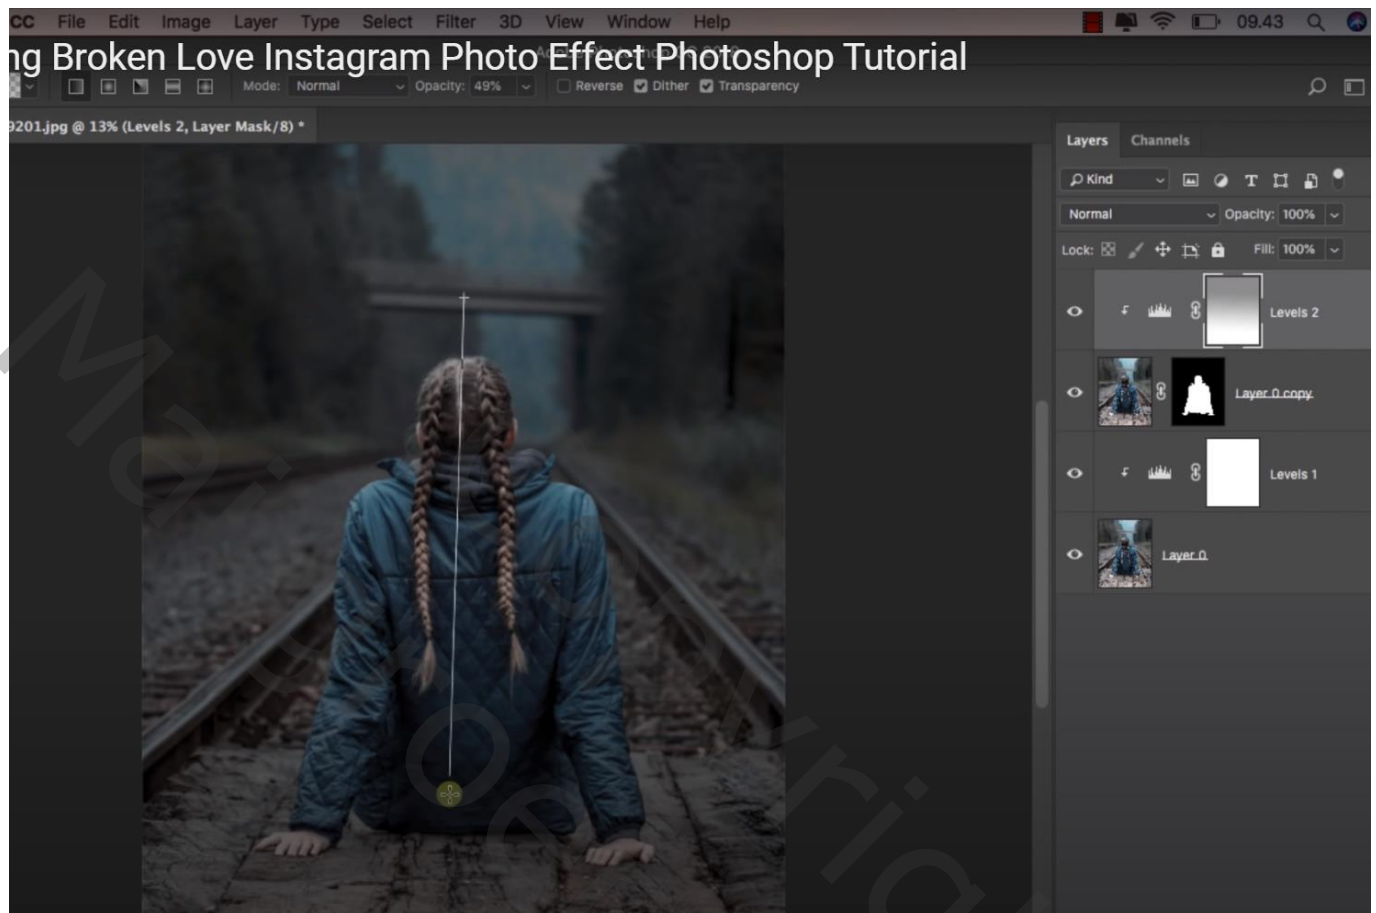 CC File Edit Image Layer Type Select Filter 3D View Window Help 09.43
ng Broken Love Instagram Photo Effect Photoshop Tutorial
Mode: Normal Opacity: 49% Reverse Dither Transparency
9201.jpg @ 13% (Levels 2, Layer Mask/8) *
Layers Channels
Kind
Normal Opacity: 100%
Lock: Fill: 100%
Levels 2
Layer 0 copy
Levels 1
Layer 0